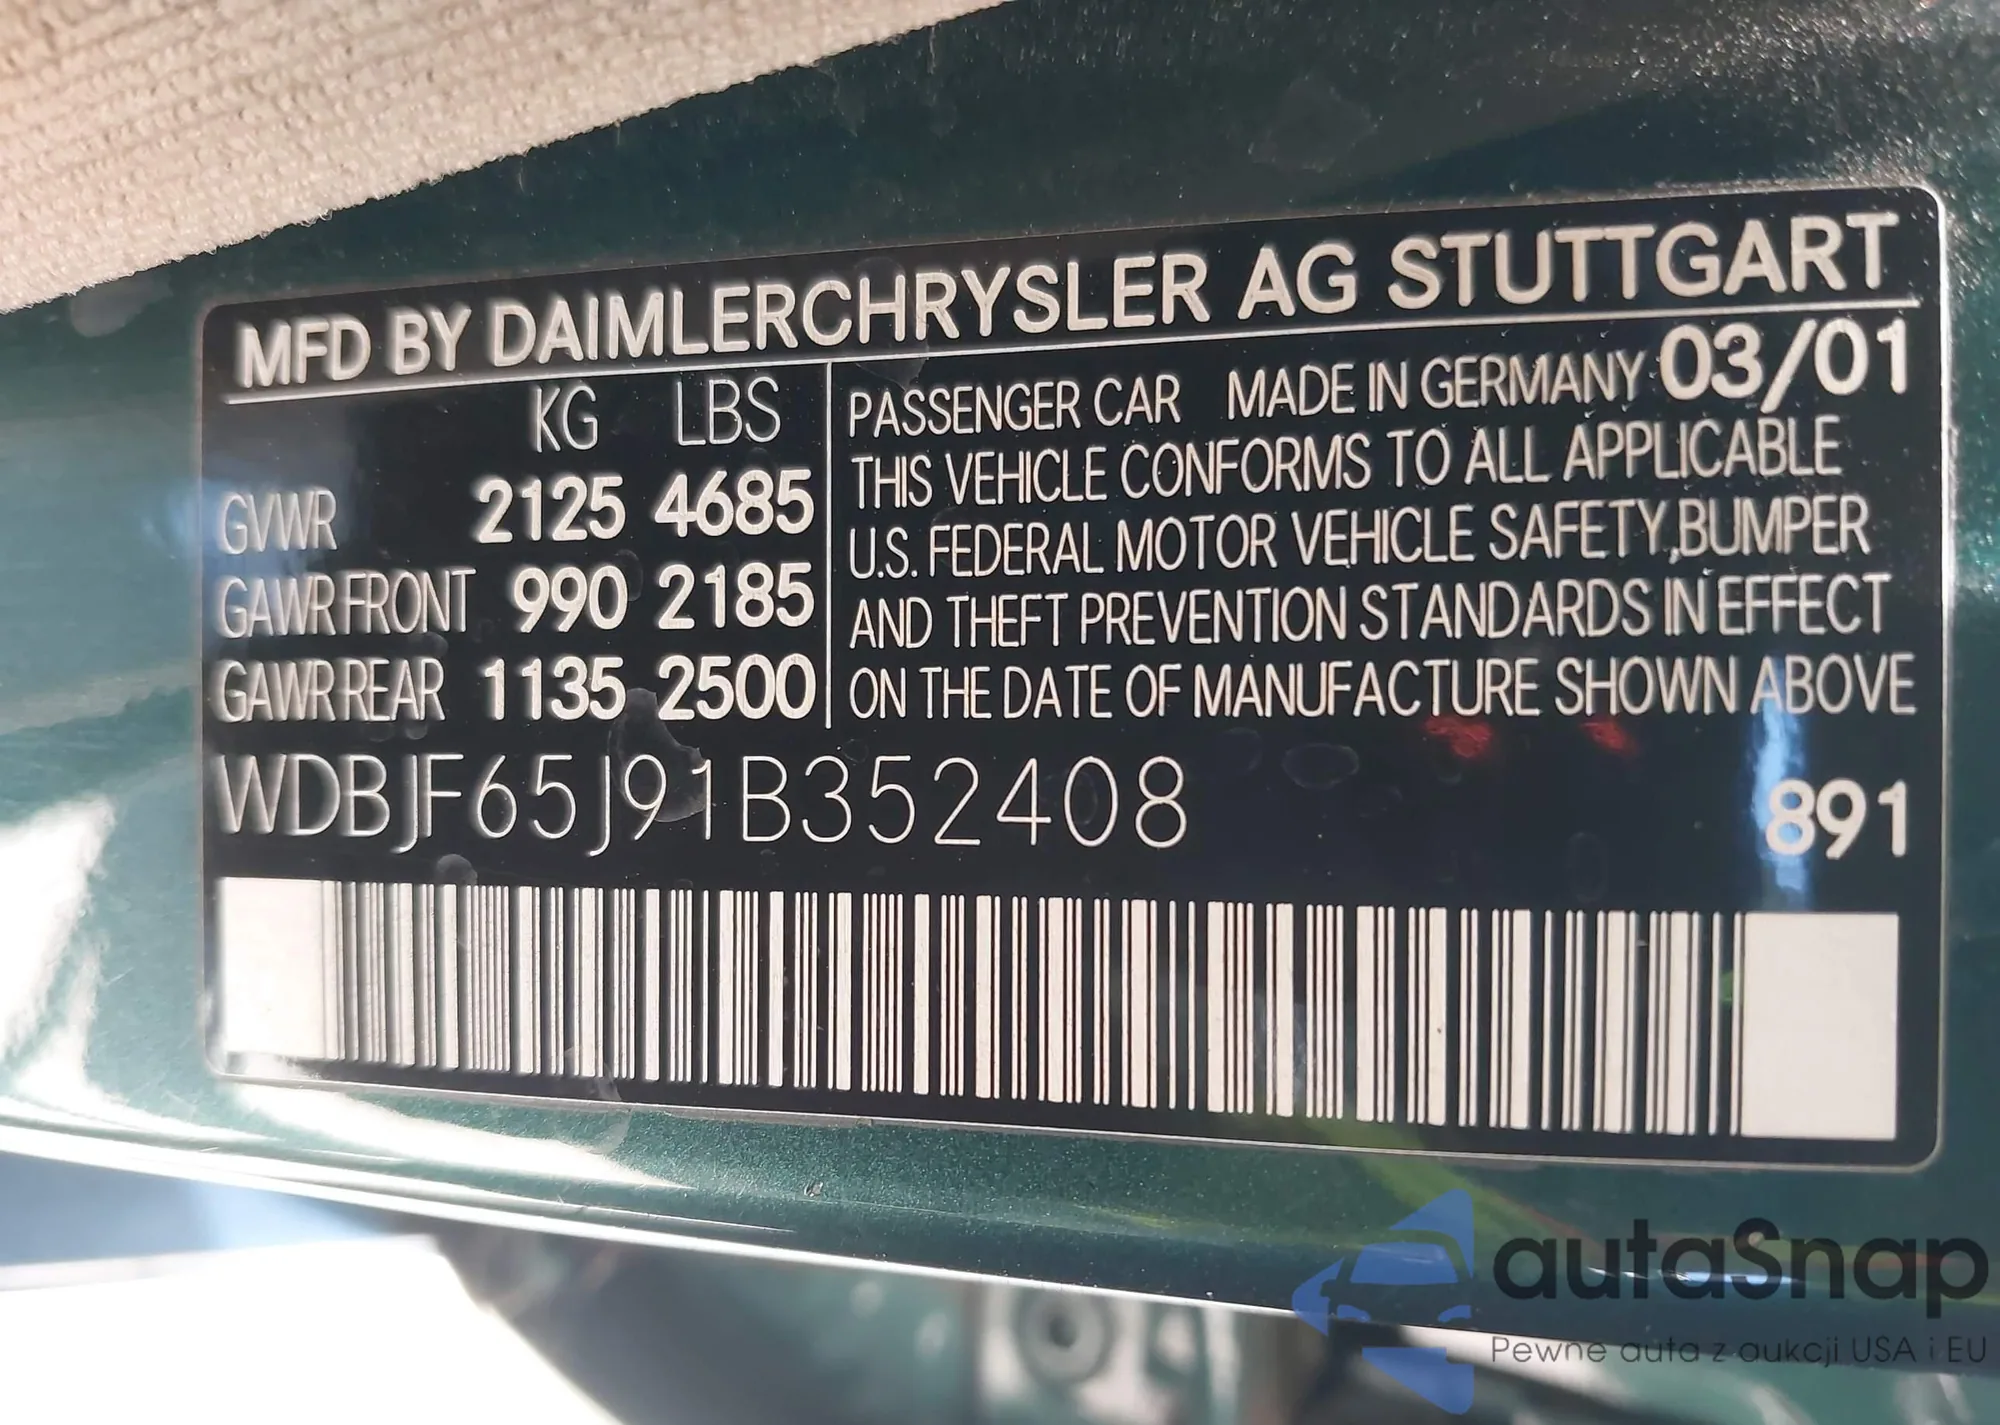 MFD BY DAIMLERCHRYSLER AG STUTTGART
KG LBS
GVWR 2125 4685
GAWR FRONT 990 2185
GAWR REAR 1135 2500
PASSENGER CAR MADE IN GERMANY 03/01
THIS VEHICLE CONFORMS TO ALL APPLICABLE
U.S. FEDERAL MOTOR VEHICLE SAFETY, BUMPER
AND THEFT PREVENTION STANDARDS IN EFFECT
ON THE DATE OF MANUFACTURE SHOWN ABOVE
WDBJF65J91B352408 891
autaSnap
Pewne auta z aukcji USA i EU